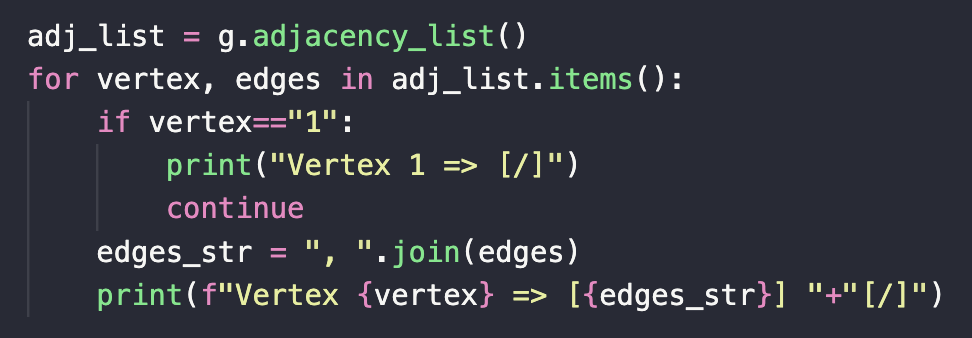 adj_list = g.adjacency_list()
for vertex, edges in adj_list.items():
    if vertex=="1":
        print("Vertex 1 => [/]")
        continue
    edges_str = ", ".join(edges)
    print(f"Vertex {vertex} => [{edges_str}] "+"[/]")